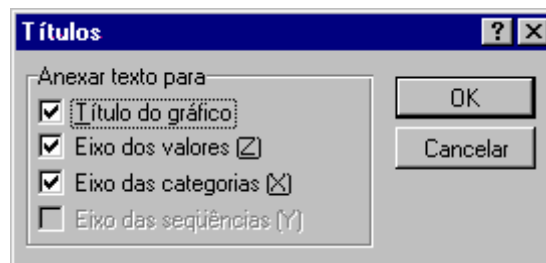 Títulos
Anexar texto para
Título do gráfico
Eixo dos valores (Z)
Eixo das categorias (X)
Eixo das seqüências (Y)
OK
Cancelar